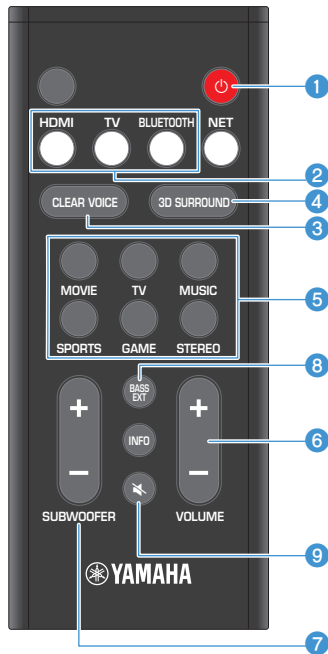 1
HDMI TV BLUETOOTH NET
2
CLEAR VOICE 3D SURROUND
4
3
MOVIE TV MUSIC
5
SPORTS GAME STEREO
8
BASS
EXT
+ +
INFO
6
− −
9
SUBWOOFER VOLUME
YAMAHA
7